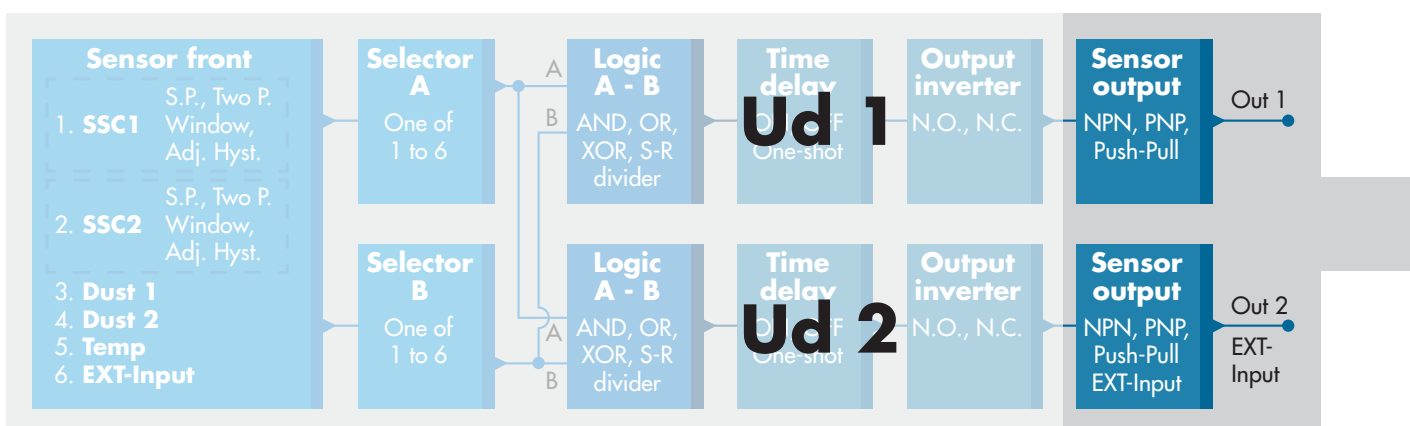 Sensor front
1. SSC1
S.P., Two P.
Window,
Adj. Hyst.
2. SSC2
S.P., Two P.
Window,
Adj. Hyst.
3. Dust 1
4. Dust 2
5. Temp
6. EXT-Input
Selector
A
One of
1 to 6
A
B
Logic
A - B
AND, OR,
XOR, S-R
divider
Time
delay
One-shot
Ud 1
Output
inverter
N.O., N.C.
Sensor
output
NPN, PNP,
Push-Pull
Out 1
Selector
B
One of
1 to 6
A
B
Logic
A - B
AND, OR,
XOR, S-R
divider
Time
delay
One-shot
Ud 2
Output
inverter
N.O., N.C.
Sensor
output
NPN, PNP,
Push-Pull
EXT-Input
Out 2
EXT-
Input